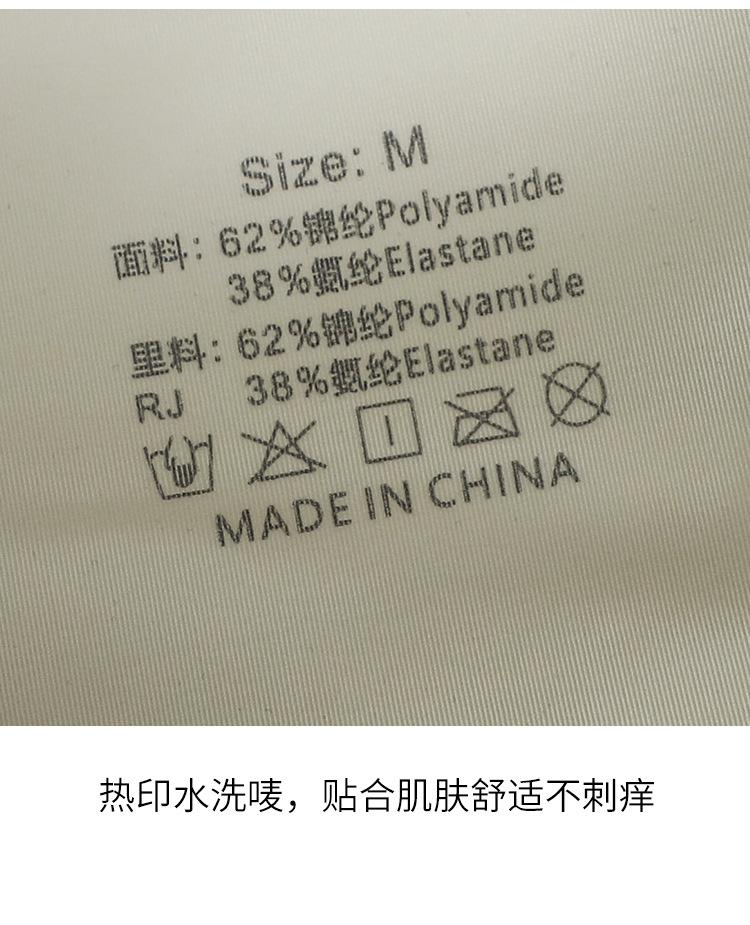 Size: M
面料: 62%锦纶Polyamide
38%氨纶Elastane
里料: 62%锦纶Polyamide
38%氨纶Elastane
RJ
MADE IN CHINA
热印水洗唛，贴合肌肤舒适不刺痒